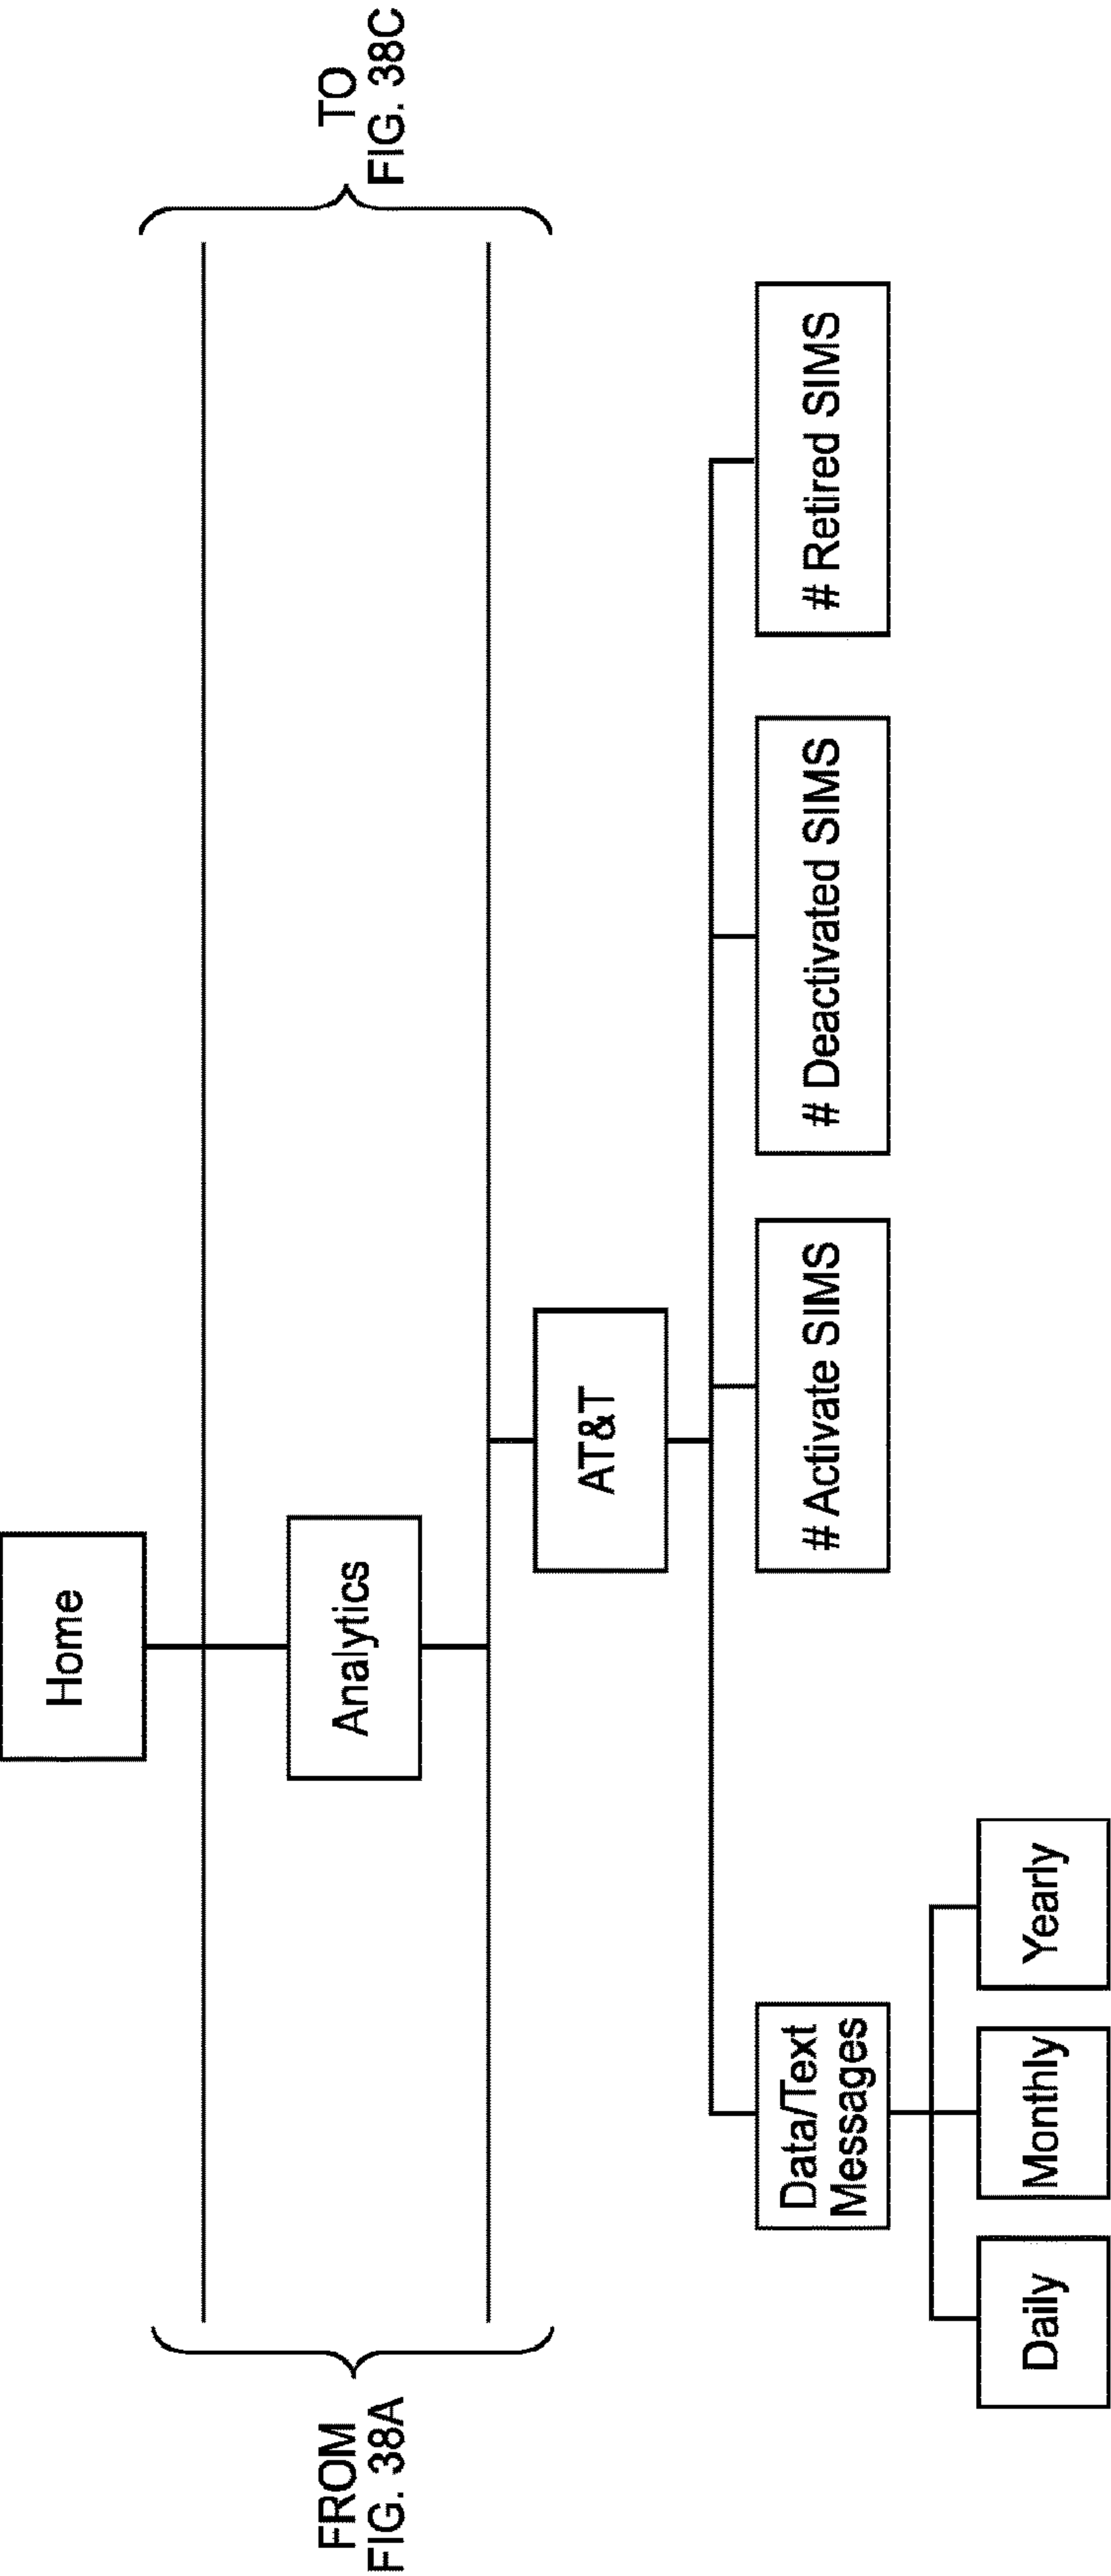 Home
FROM
FIG. 38A
Analytics
TO
FIG. 38C
AT&T
Data/Text
Messages
# Activate SIMS
# Deactivated SIMS
# Retired SIMS
Daily
Monthly
Yearly